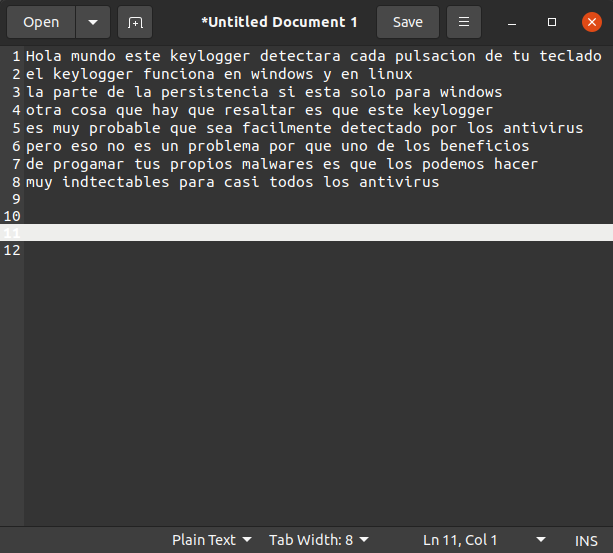 Open
*Untitled Document 1
Save
1 Hola mundo este keylogger detectara cada pulsacion de tu teclado
2 el keylogger funciona en windows y en linux
3 la parte de la persistencia si esta solo para windows
4 otra cosa que hay que resaltar es que este keylogger
5 es muy probable que sea facilmente detectado por los antivirus
6 pero eso no es un problema por que uno de los beneficios
7 de progamar tus propios malwares es que los podemos hacer
8 muy indtectables para casi todos los antivirus
9
10
11
12
Plain Text Tab Width: 8 Ln 11, Col 1 INS